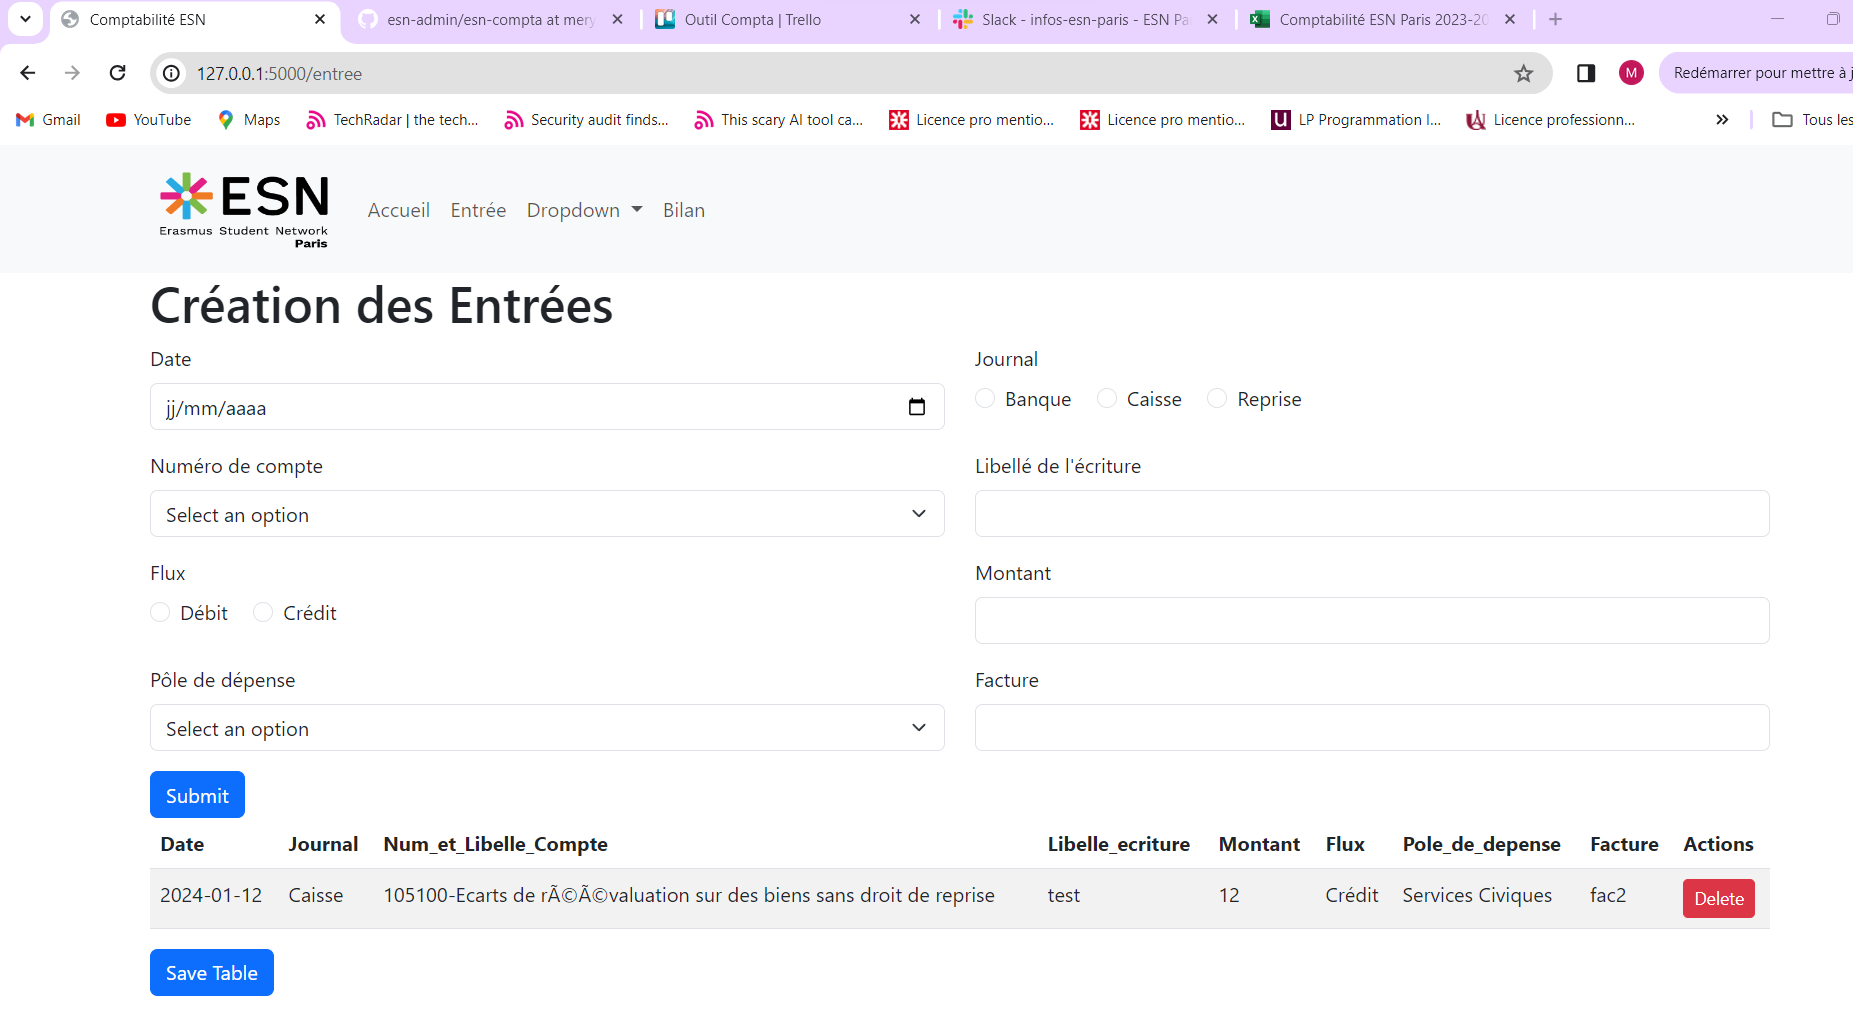 Comptabilité ESN
esn-admin/esn-compta at mery
Outil Compta | Trello
Slack - infos-esn-paris - ESN Pa
Comptabilité ESN Paris 2023-20
127.0.0.1:5000/entree
M
Redémarrer pour mettre à j
Gmail
YouTube
Maps
TechRadar | the tech...
Security audit finds...
This scary AI tool ca...
Licence pro mentio...
Licence pro mentio...
LP Programmation I...
Licence professionn...
Tous les
ESN
Erasmus Student Network
Paris
Accueil
Entrée
Dropdown
Bilan
Création des Entrées
Date
Journal
jj/mm/aaaa
Banque
Caisse
Reprise
Numéro de compte
Libellé de l'écriture
Select an option
Flux
Montant
Débit
Crédit
Pôle de dépense
Facture
Select an option
Submit
Date Journal Num_et_Libelle_Compte Libelle_ecriture Montant Flux Pole_de_depense Facture Actions
2024-01-12 Caisse 105100-Ecarts de rÃ©Ã©valuation sur des biens sans droit de reprise test 12 Crédit Services Civiques fac2 Delete
Save Table